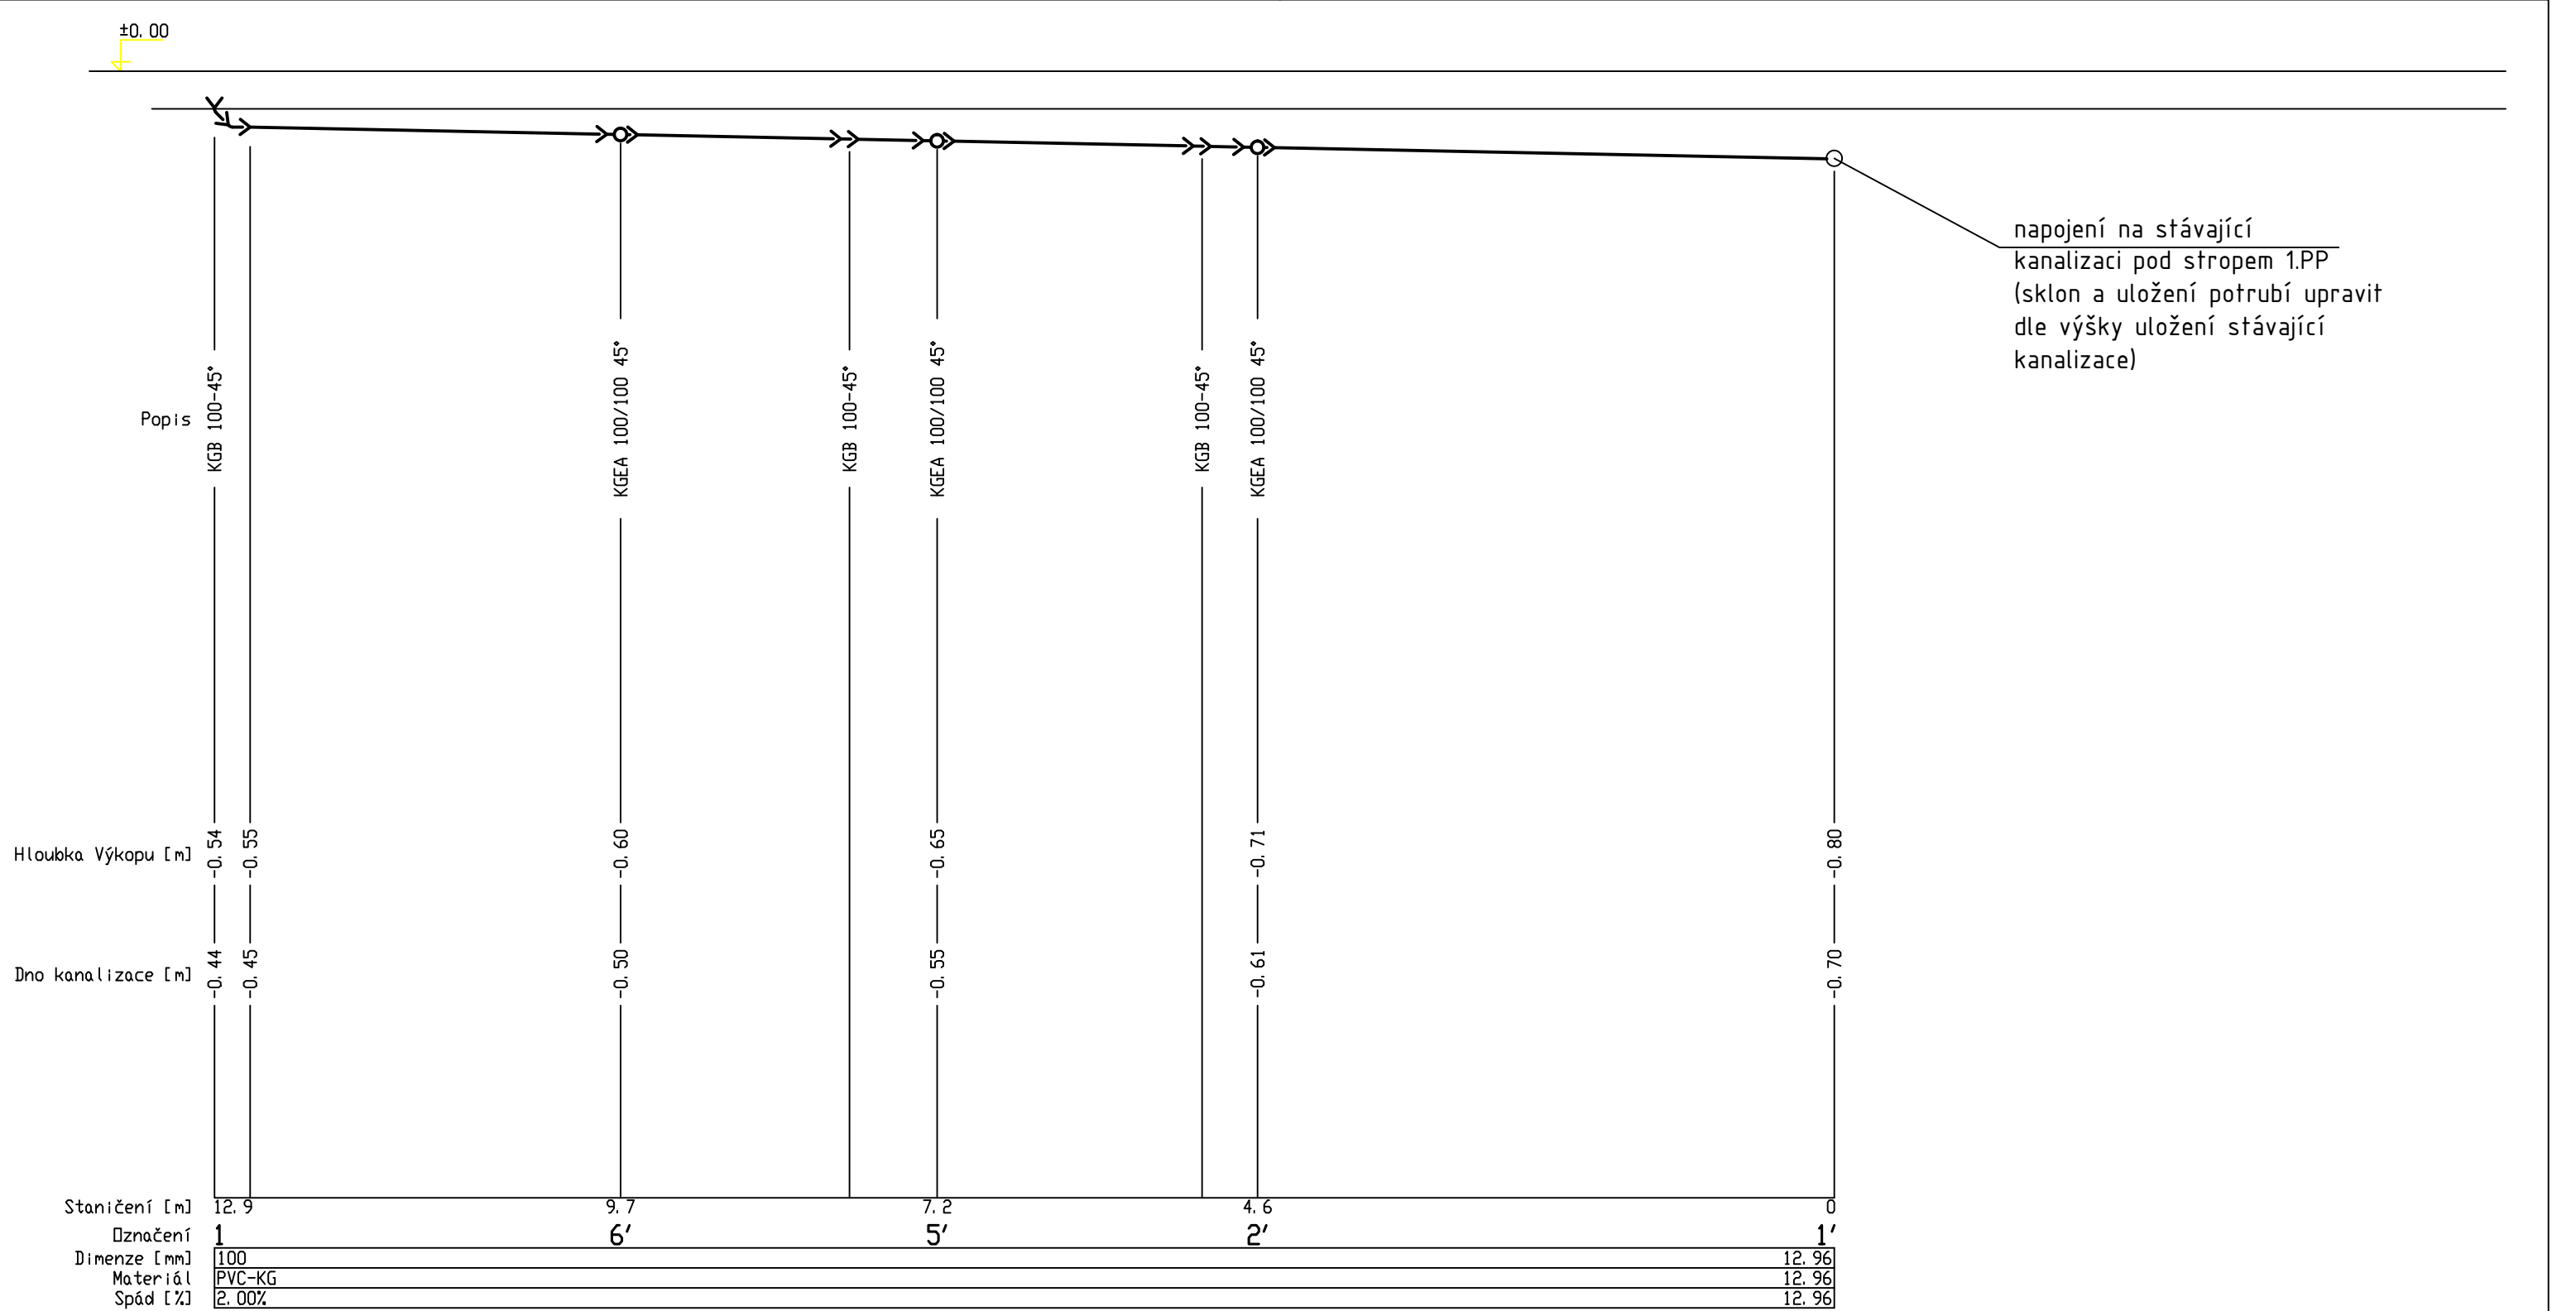 ±0.00
napojení na stávající
kanalizaci pod stropem 1.PP
(sklon a uložení potrubí upravit
dle výšky uložení stávající
kanalizace)
Popis
KGB 100-45°
KGEA 100/100 45°
KGB 100-45°
KGEA 100/100 45°
KGB 100-45°
KGEA 100/100 45°
Hloubka Výkopu [m] -0.54 -0.55 -0.60 -0.65 -0.71 -0.80
Dno kanalizace [m] -0.44 -0.45 -0.50 -0.55 -0.61 -0.70
Staničení [m] 12.9 9.7 7.2 4.6 0
Označení 1 6' 5' 2' 1'
Dimenze [mm] 100 12.96
Materiál PVC-KG 12.96
Spád [%] 2.00% 12.96